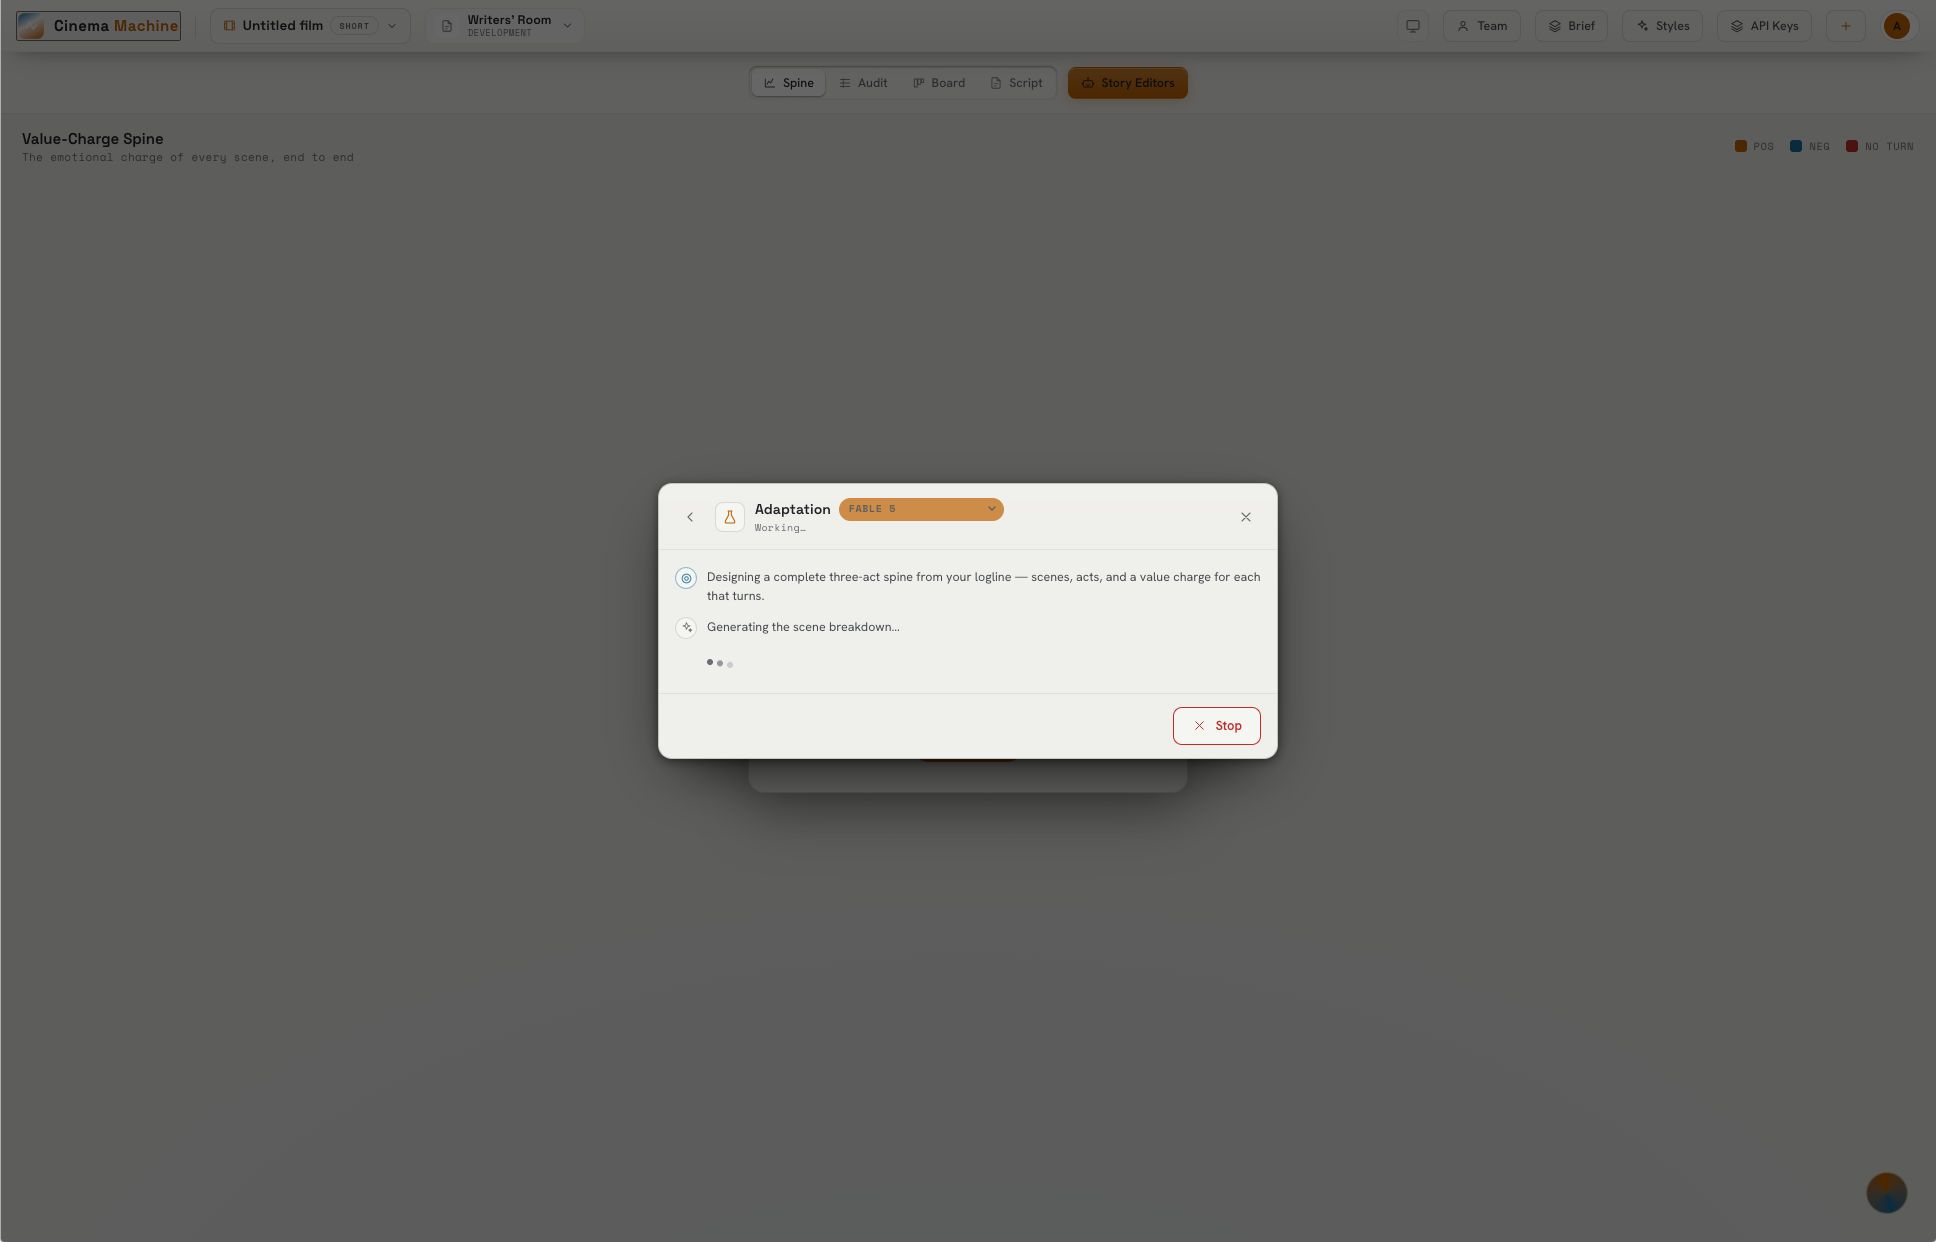 Cinema Machine
Untitled film
SHORT
Writers' Room
DEVELOPMENT
Team
Brief
Styles
API Keys
+
A
Spine
Audit
Board
Script
Story Editors
Value-Charge Spine
The emotional charge of every scene, end to end
POS
NEG
NO TURN
Adaptation
FABLE 5
Working…
Designing a complete three-act spine from your logline — scenes, acts, and a value charge for each
that turns.
Generating the scene breakdown…
Stop